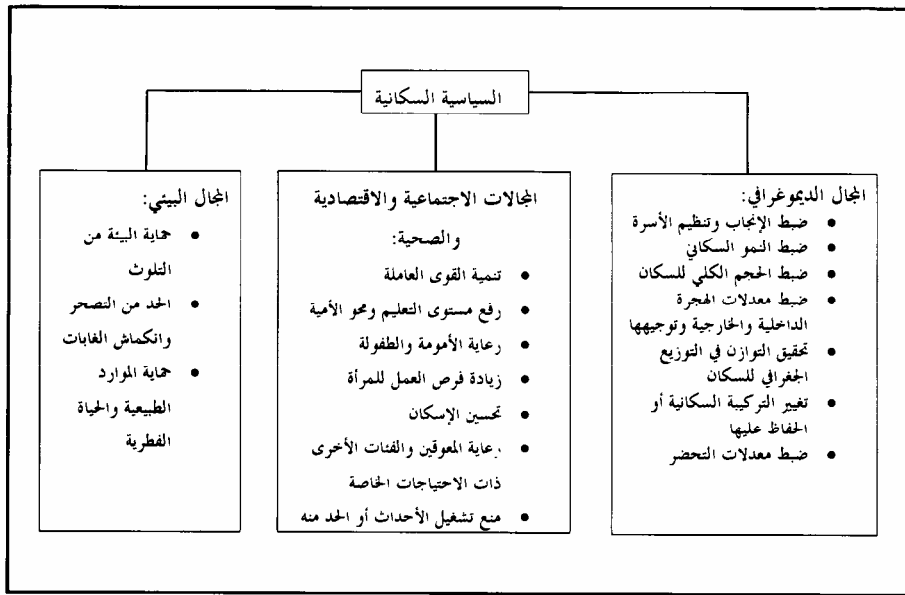 السياسية السكانية
المجال الديموغرافي:
● ضبط الإنجاب وتنظيم الأسرة
● ضبط النمو السكاني
● ضبط الحجم الكلي للسكان
● ضبط معدلات الهجرة
الداخلية والخارجية وتوجيهها
● تحقيق التوازن في التوزيع
الجغرافي للسكان
● تغيير التركيبة السكانية أو
الحفاظ عليها
● ضبط معدلات التحضر
المجالات الاجتماعية والاقتصادية
والصحية:
● تنمية القوى العاملة
● رفع مستوى التعليم ومحو الأمية
● رعاية الأمومة والطفولة
● زيادة فرص العمل للمرأة
● تحسين الإسكان
● رعاية المعوقين والفئات الأخرى
ذات الاحتياجات الخاصة
● منع تشغيل الأحداث أو الحد منه
المجال البيئي:
● حماية البيئة من
التلوث
● الحد من التصحر
وانكماش الغابات
● حماية الموارد
الطبيعية والحياة
الفطرية